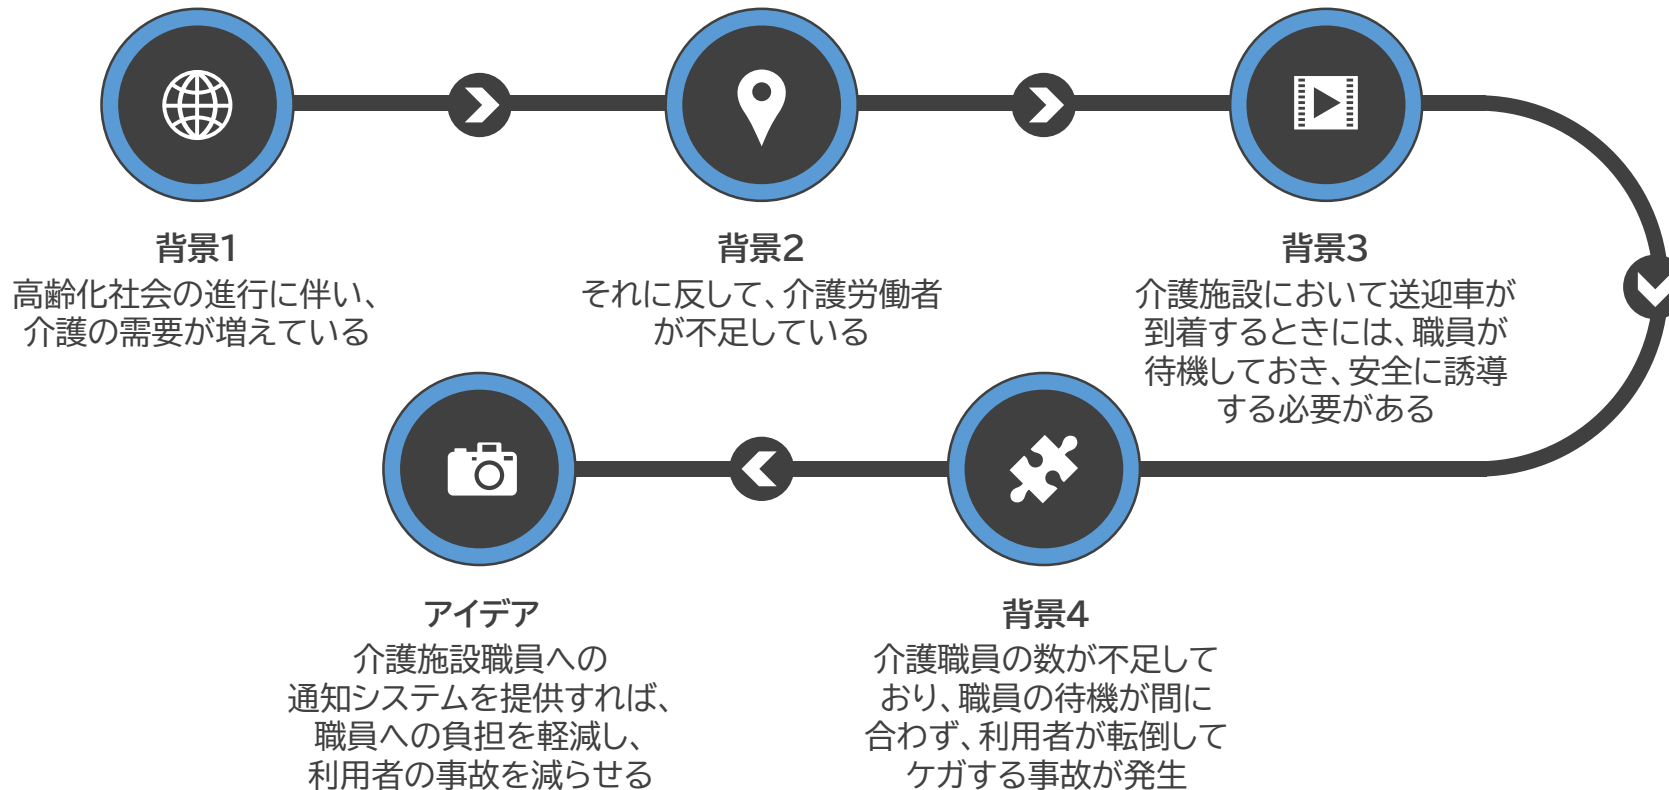 背景1
高齢化社会の進行に伴い、
介護の需要が増えている
背景2
それに反して、介護労働者
が不足している
背景3
介護施設において送迎車が
到着するときには、職員が
待機しておき、安全に誘導
する必要がある
背景4
介護職員の数が不足して
おり、職員の待機が間に
合わず、利用者が転倒して
ケガする事故が発生
アイデア
介護施設職員への
通知システムを提供すれば、
職員への負担を軽減し、
利用者の事故を減らせる